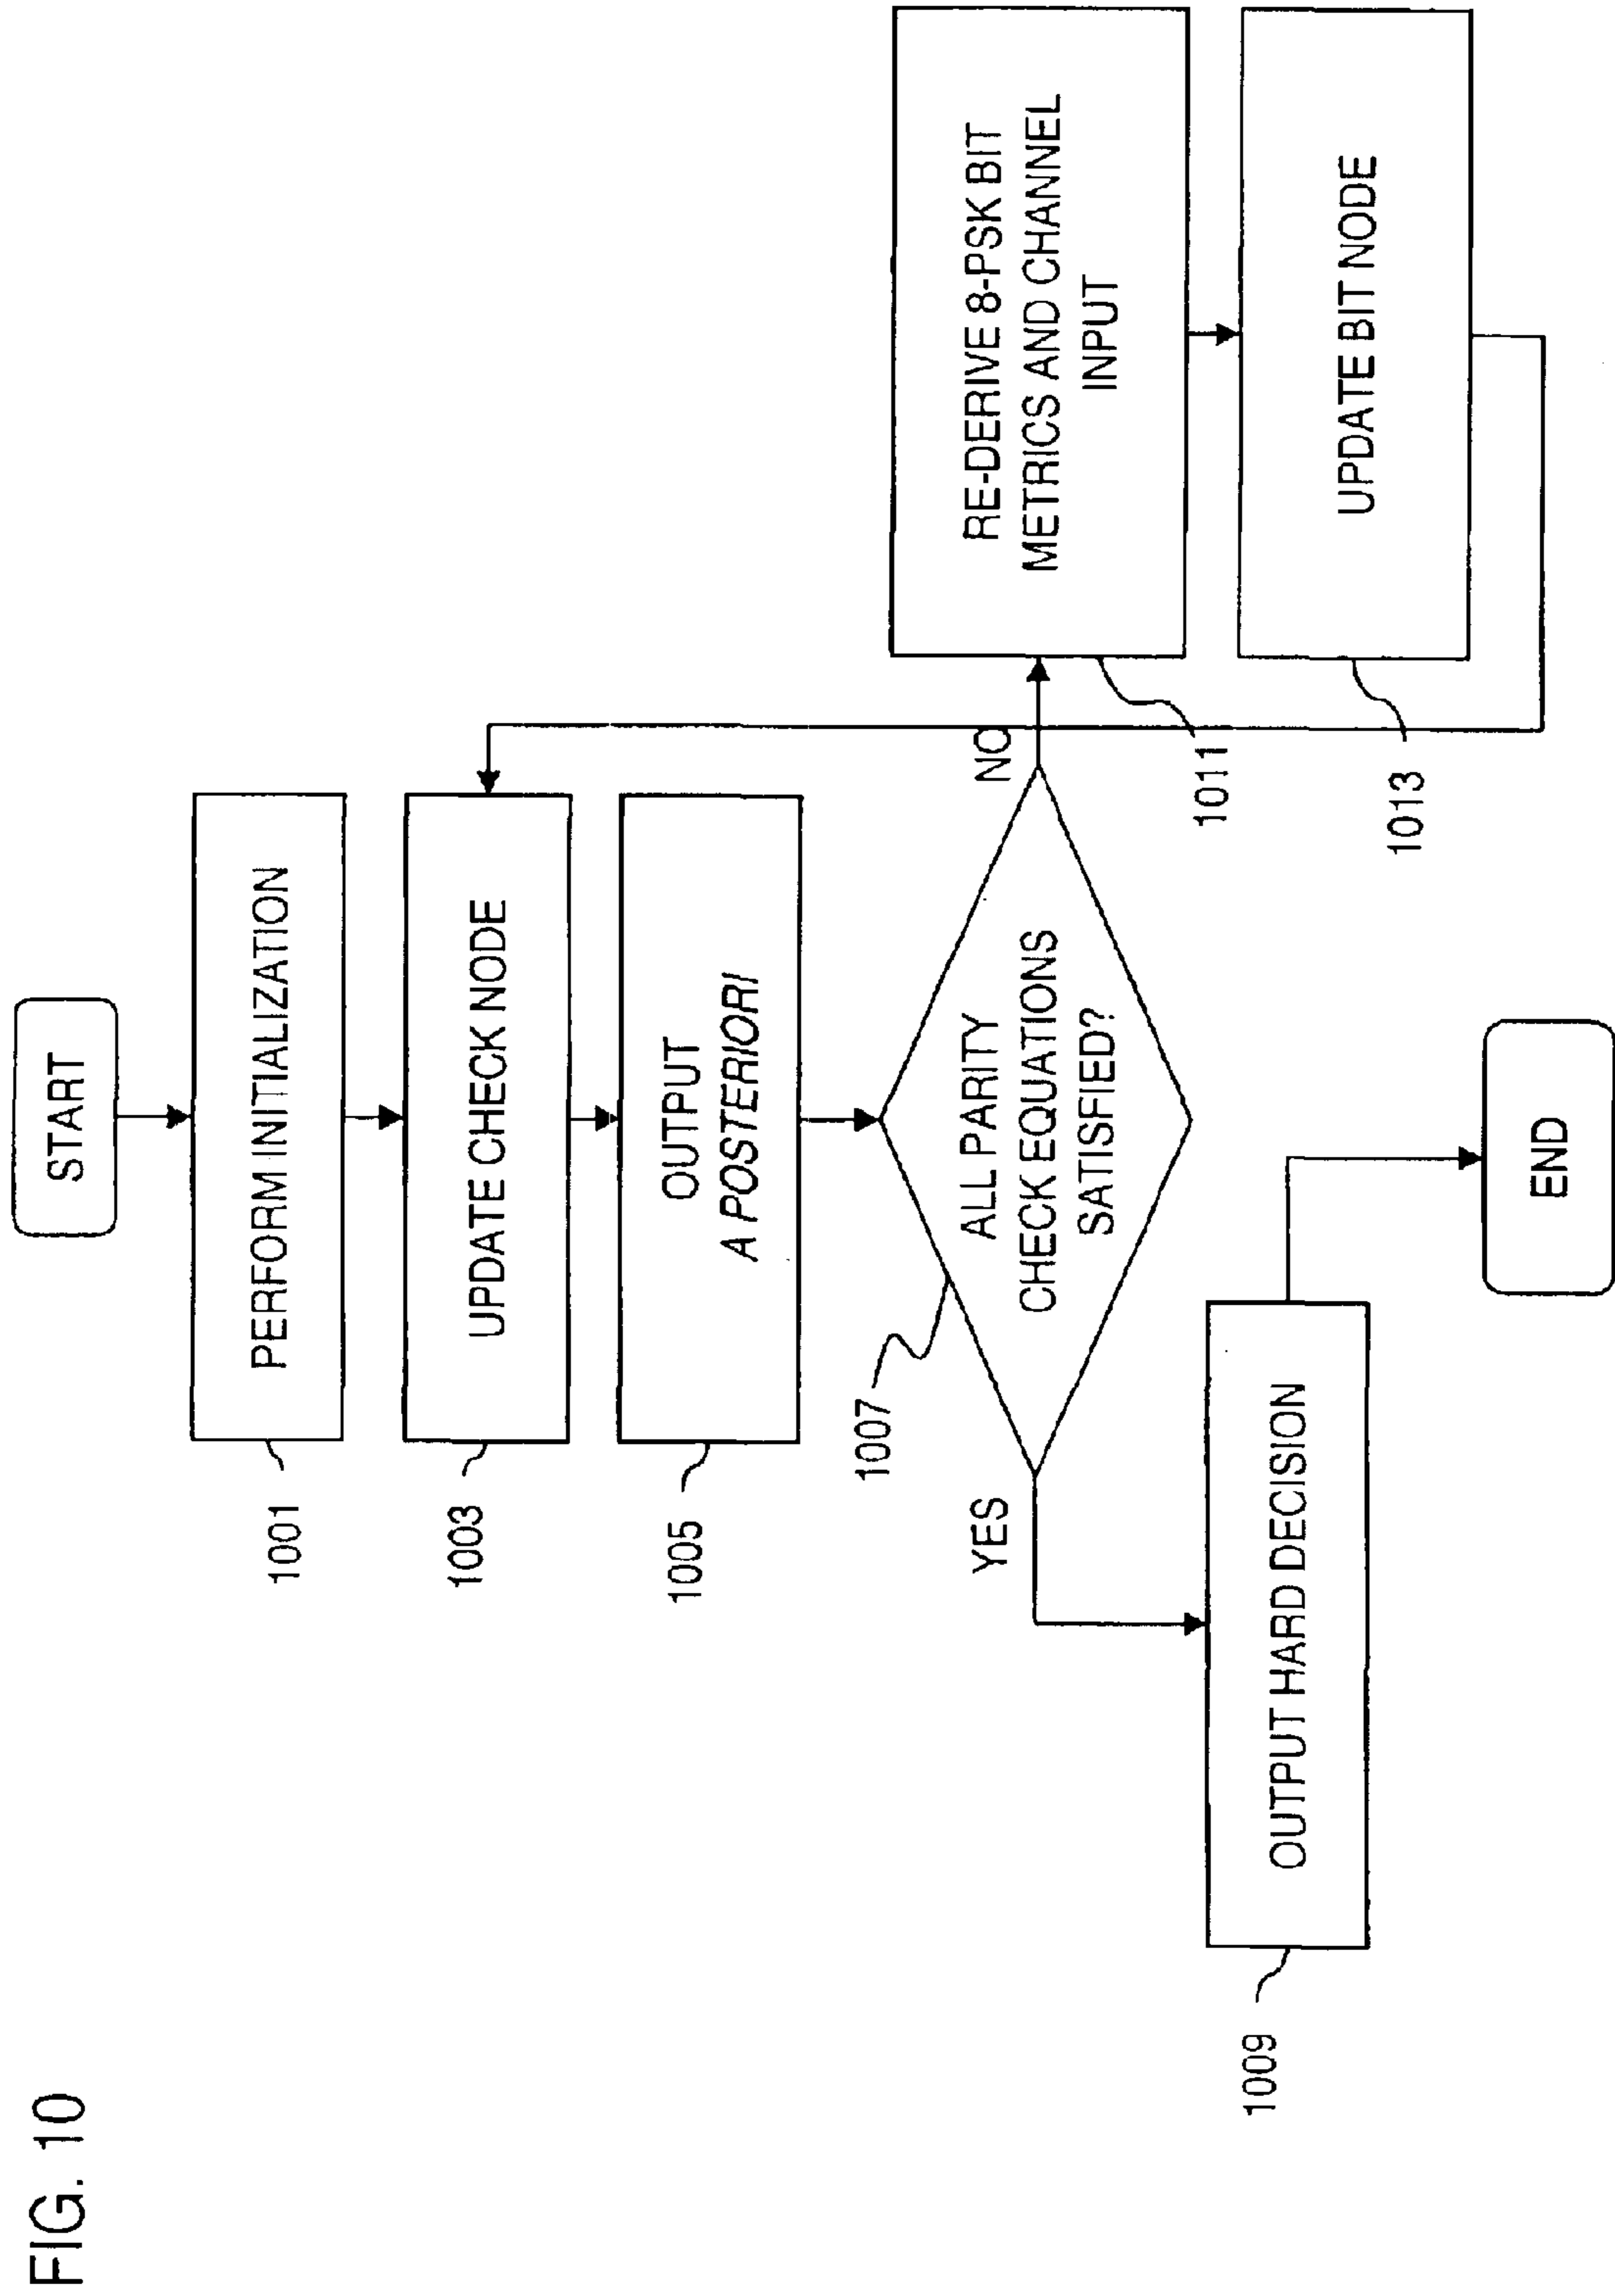 FIG. 10
START
PERFORM INITIALIZATION
1001
UPDATE CHECK NODE
1003
OUTPUT
A POSTERIORI
1005
ALL PARITY
CHECK EQUATIONS
SATISFIED?
1007
YES
NO
OUTPUT HARD DECISION
1009
RE-DERIVE 8-PSK BIT
METRICS AND CHANNEL
INPUT
1011
UPDATE BIT NODE
1013
END